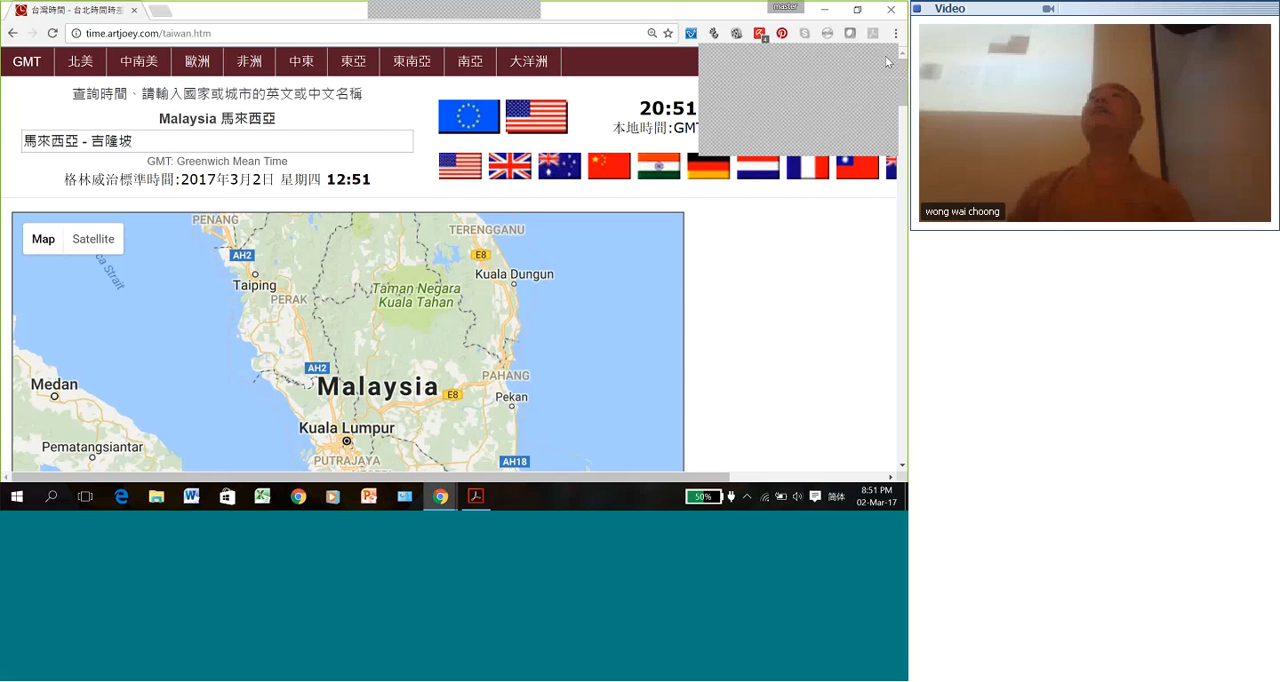 台灣時間 - 台北時間時差
master
Video
time.artjoey.com/taiwan.htm
GMT 北美 中南美 歐洲 非洲 中東 東亞 東南亞 南亞 大洋洲
查詢時間、請輸入國家或城市的英文或中文名稱
Malaysia 馬來西亞
馬來西亞 - 吉隆坡
GMT: Greenwich Mean Time
格林威治標準時間:2017年3月2日 星期四 12:51
20:51
本地時間:GMT
Map Satellite
PENANG
TERENGGANU
AH2
E8
Kuala Dungun
Taiping
Taman Negara
Kuala Tahan
PERAK
ca Strait
AH2
PAHANG
Malaysia
E8
Medan
Pekan
Kuala Lumpur
Pematangsiantar
PUTRAJAYA
AH18
wong wai choong
50%
简体
8:51 PM
02-Mar-17